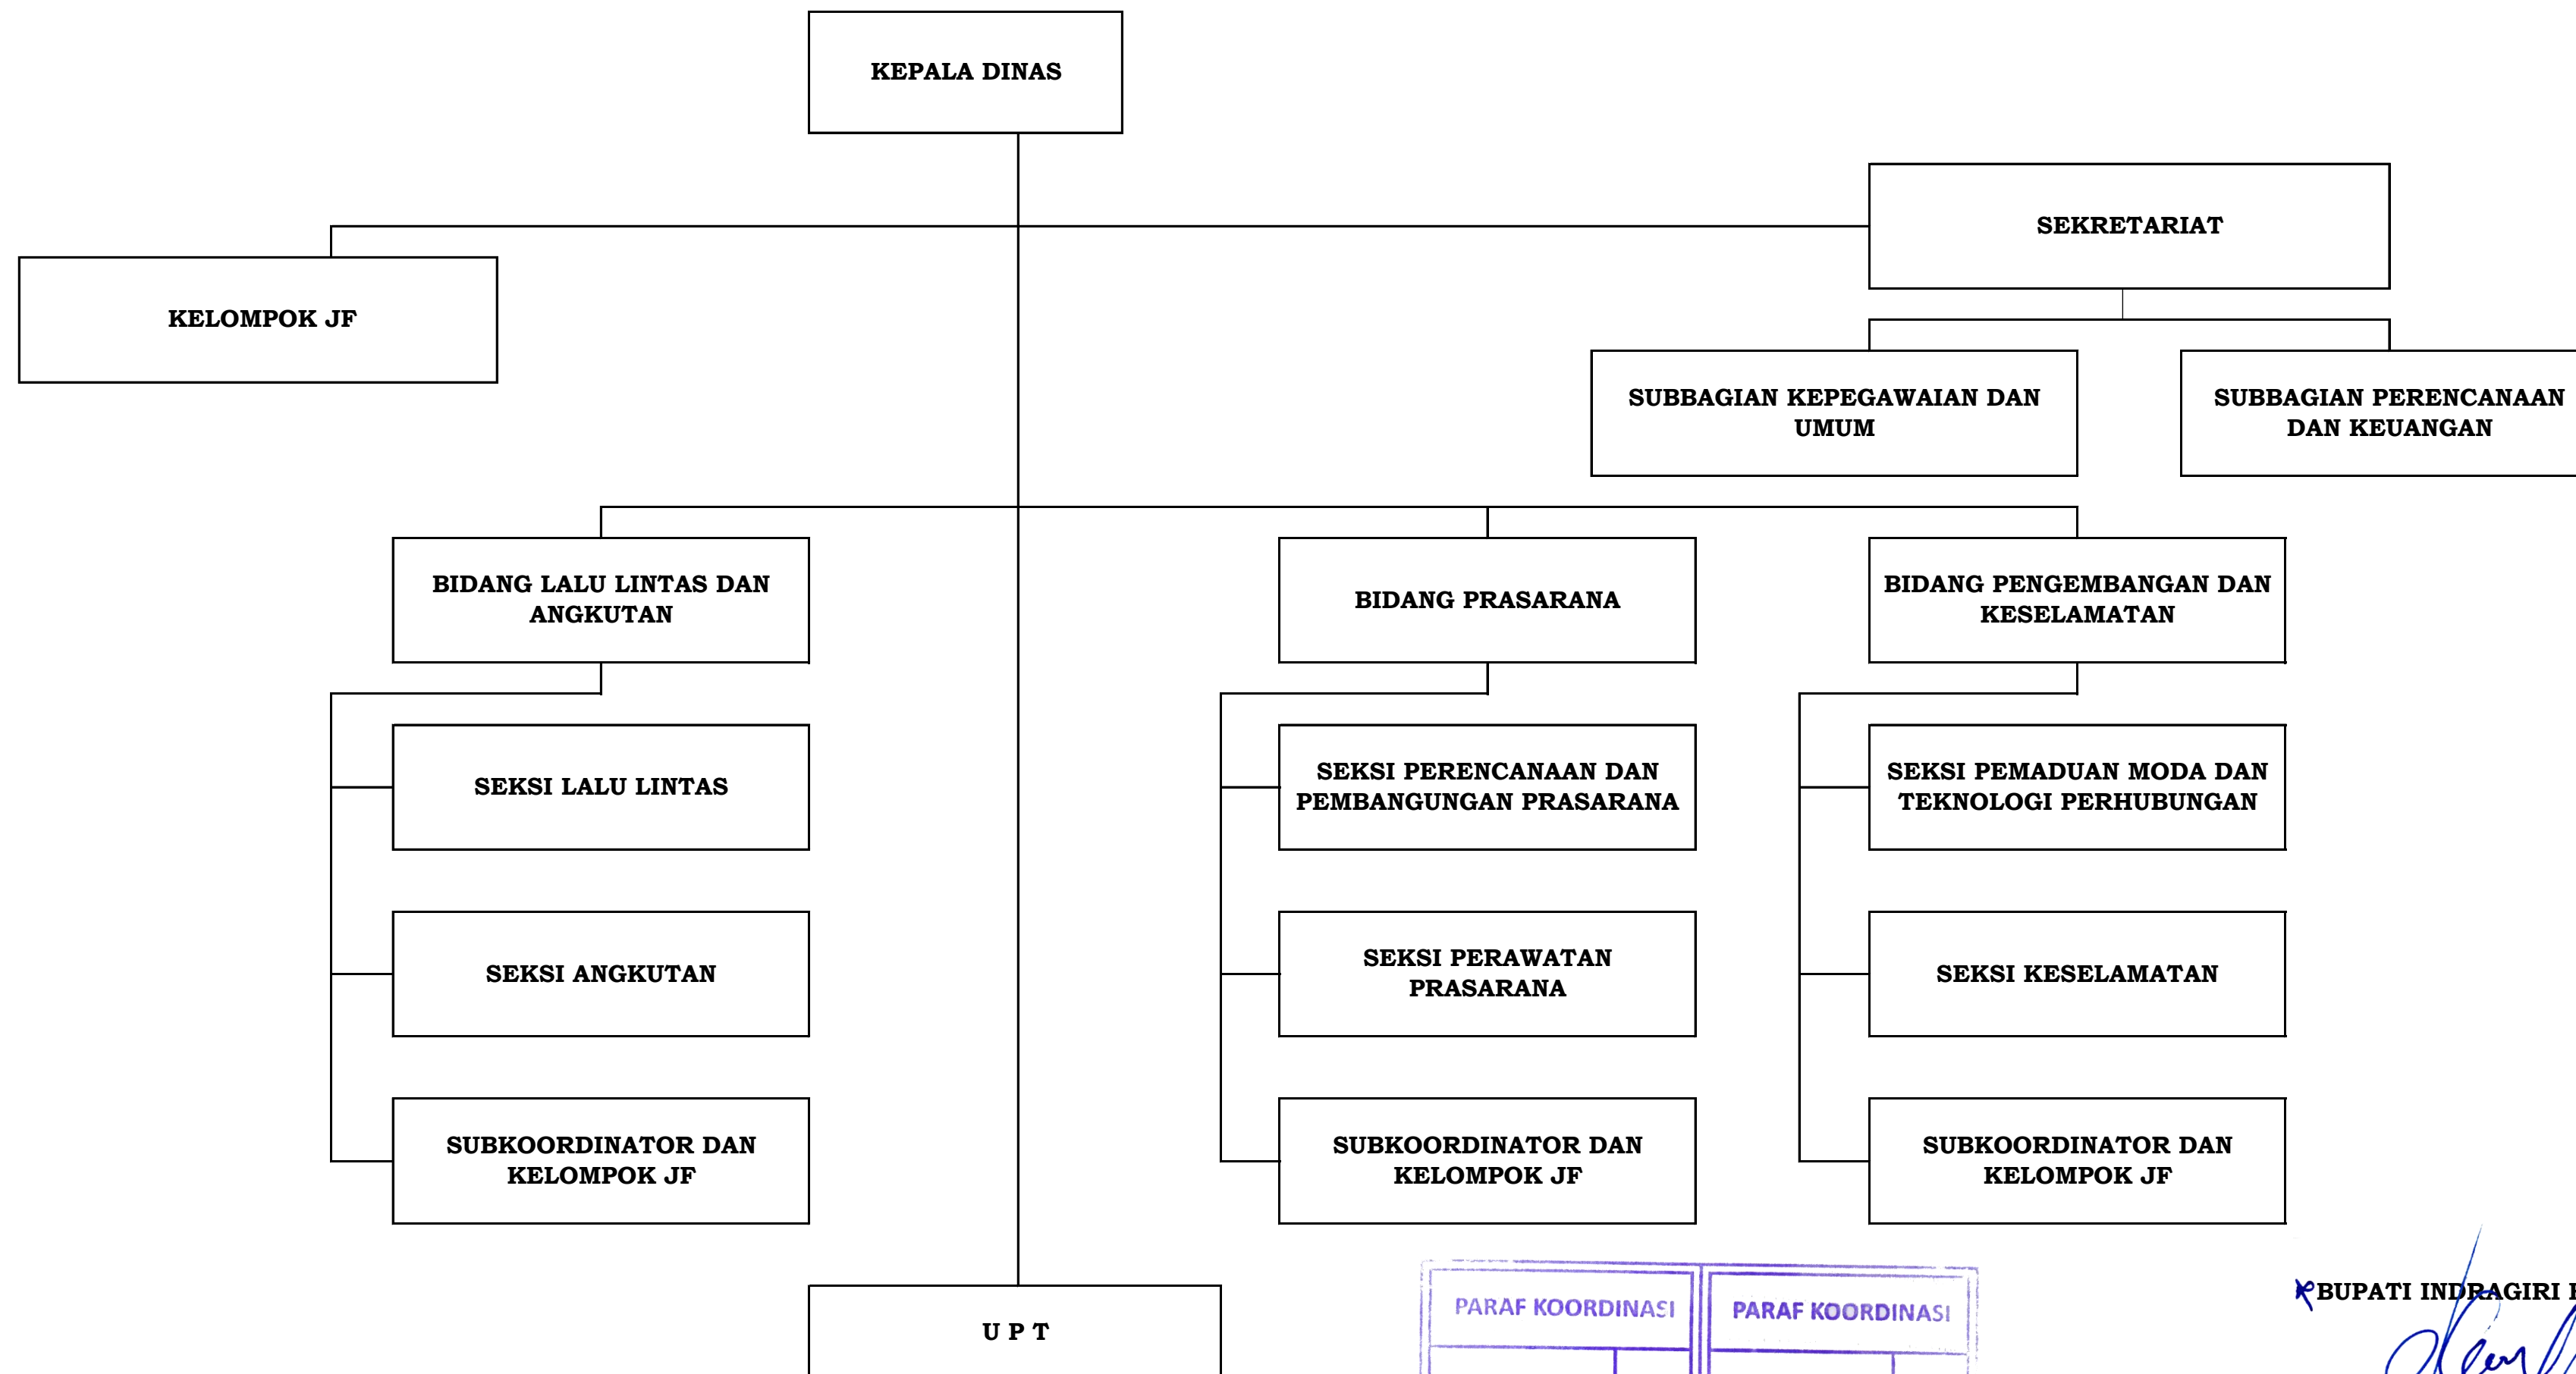 KEPALA DINAS
SEKRETARIAT
KELOMPOK JF
SUBBAGIAN KEPEGAWAIAN DAN
UMUM
SUBBAGIAN PERENCANAAN
DAN KEUANGAN
BIDANG LALU LINTAS DAN
ANGKUTAN
BIDANG PRASARANA
BIDANG PENGEMBANGAN DAN
KESELAMATAN
SEKSI LALU LINTAS
SEKSI PERENCANAAN DAN
PEMBANGUNGAN PRASARANA
SEKSI PEMADUAN MODA DAN
TEKNOLOGI PERHUBUNGAN
SEKSI ANGKUTAN
SEKSI PERAWATAN
PRASARANA
SEKSI KESELAMATAN
SUBKOORDINATOR DAN
KELOMPOK JF
SUBKOORDINATOR DAN
KELOMPOK JF
SUBKOORDINATOR DAN
KELOMPOK JF
U P T
PARAF KOORDINASI
PARAF KOORDINASI
BUPATI INDRAGIRI